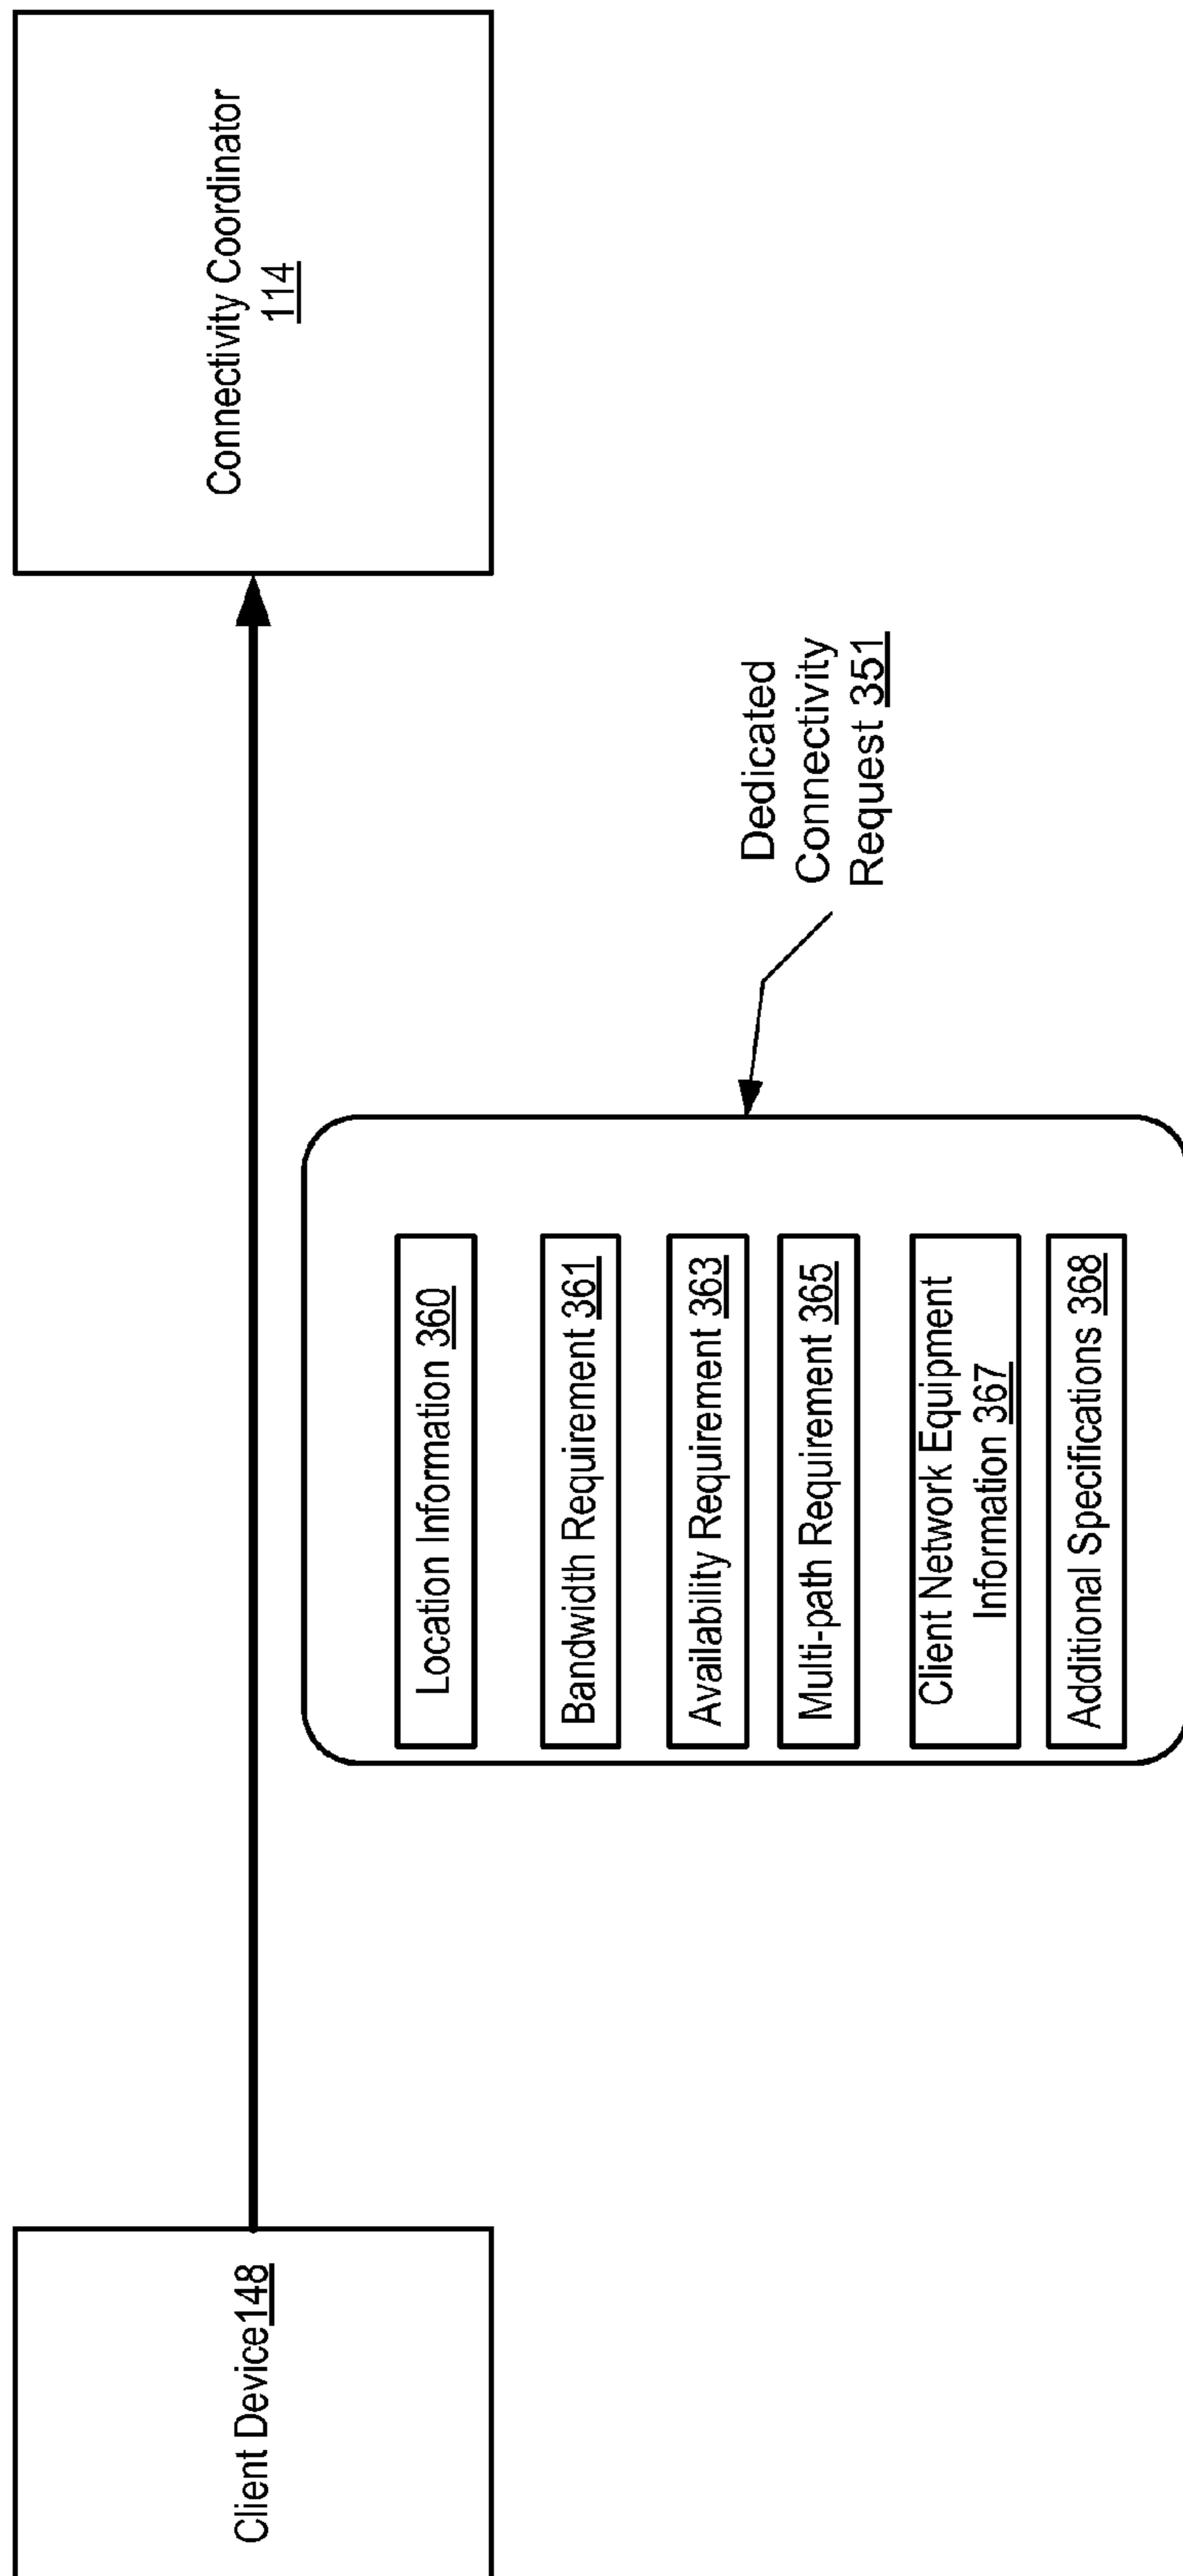 Client Device148
Connectivity Coordinator
114
Location Information 360
Bandwidth Requirement 361
Availability Requirement 363
Multi-path Requirement 365
Client Network Equipment
Information 367
Additional Specifications 368
Dedicated
Connectivity
Request 351